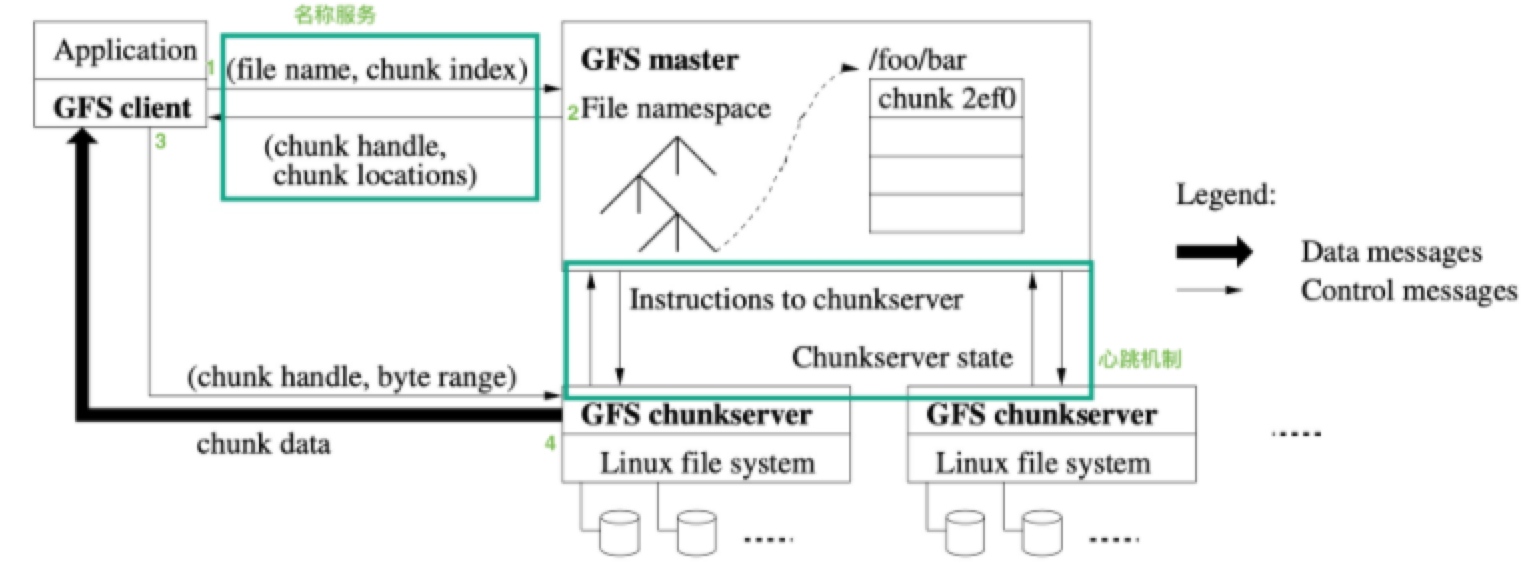 名称服务
Application
GFS client
1
(file name, chunk index)
(chunk handle,
chunk locations)
GFS master
2
File namespace
/foo/bar
chunk 2ef0
3
Legend:
Data messages
Control messages
Instructions to chunkserver
Chunkserver state
心跳机制
(chunk handle, byte range)
chunk data
4
GFS chunkserver
Linux file system
GFS chunkserver
Linux file system